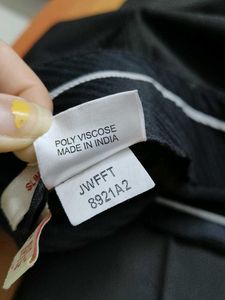 POLY VISCOSE
MADE IN INDIA
JWFFT
8921A2